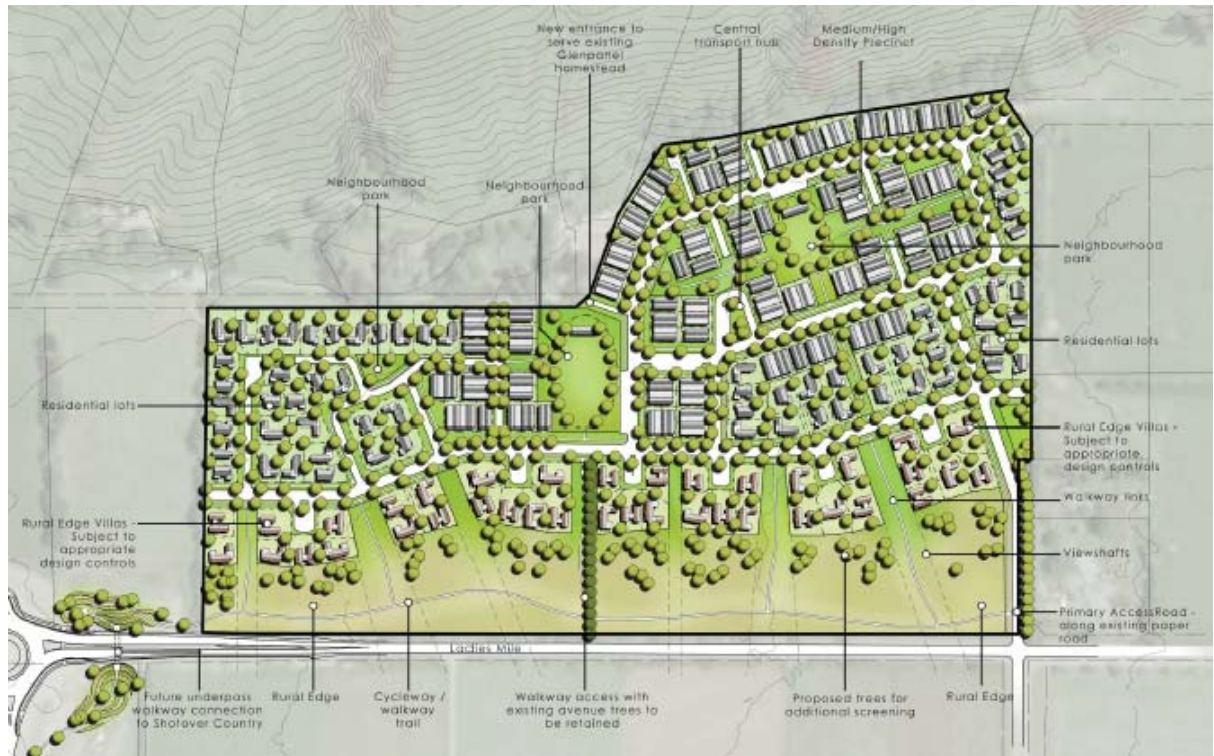 New entrance to
serve existing
Glenpanel
homestead
Central
transport hub
Medium/High
Density Precinct
Neighbourhood
park
Neighbourhood
park
Neighbourhood
park
Residential lots
Residential lots
Rural Edge Villas -
Subject to
appropriate
design controls
Walkway links
Rural Edge Villas -
Subject to
appropriate
design controls
Viewshafts
Primary AccessRoad -
along existing paper
road
Ladies Mile
Future underpass
walkway connection
to Shotover Country
Rural Edge
Cycleway /
walkway
trail
Walkway access with
existing avenue trees to
be retained
Proposed trees for
additional screening
Rural Edge